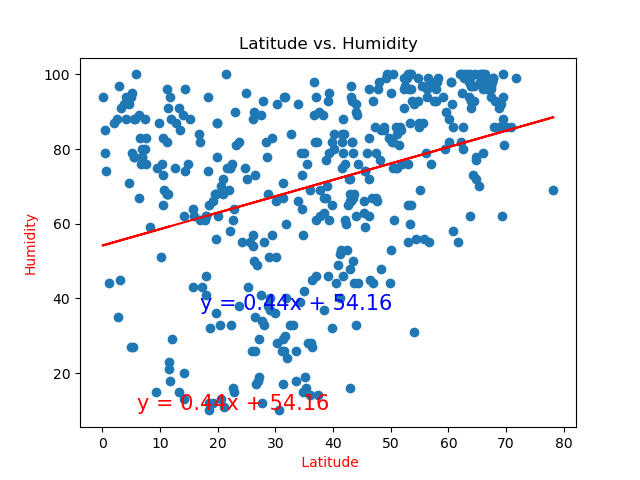 Latitude vs. Humidity
100
80
60
40
20
Humidity
y = 0.44x + 54.16
y = 0.44x + 54.16
0 10 20 30 40 50 60 70 80
Latitude